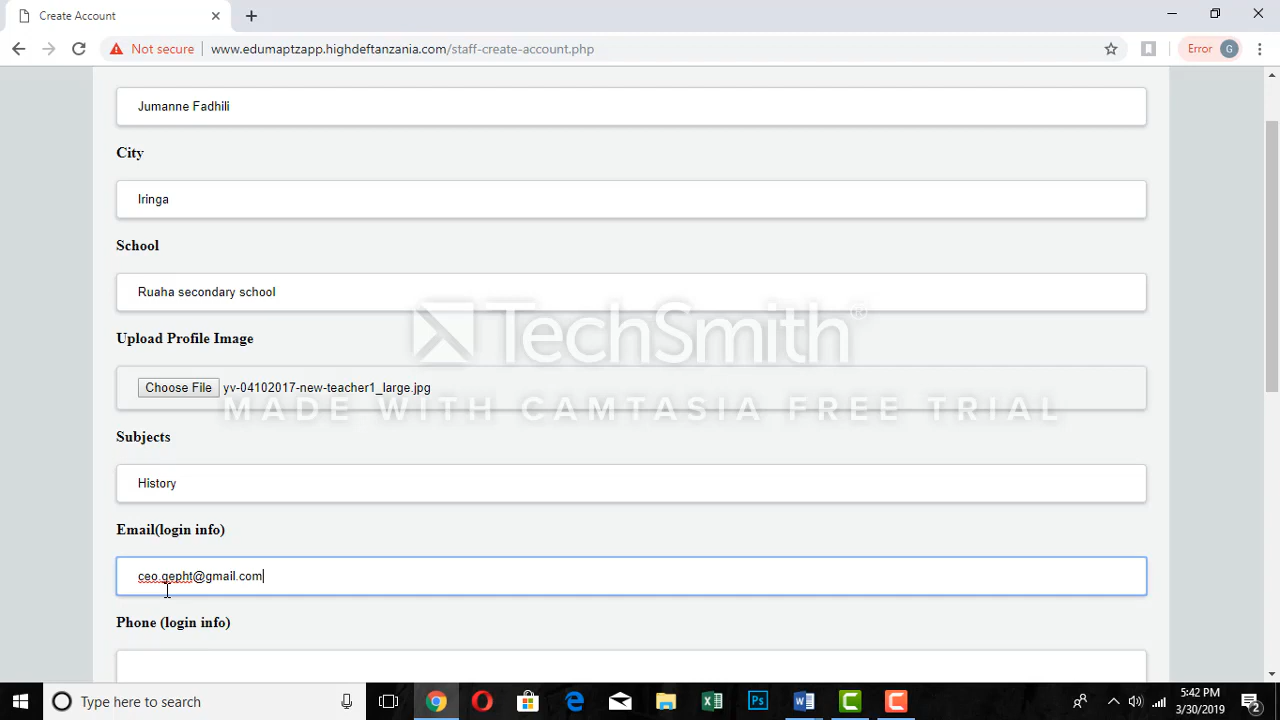 Create Account
Not secure
www.edumaptzapp.highdeftanzania.com/staff-create-account.php
Error
G
Jumanne Fadhili
City
Iringa
School
Ruaha secondary school
TechSmith®
Upload Profile Image
Choose File yv-04102017-new-teacher1_large.jpg
MADE WITH CAMTASIA FREE TRIAL
Subjects
History
Email(login info)
ceo.gepht@gmail.com
Phone (login info)
Type here to search
5:42 PM
3/30/2019
2